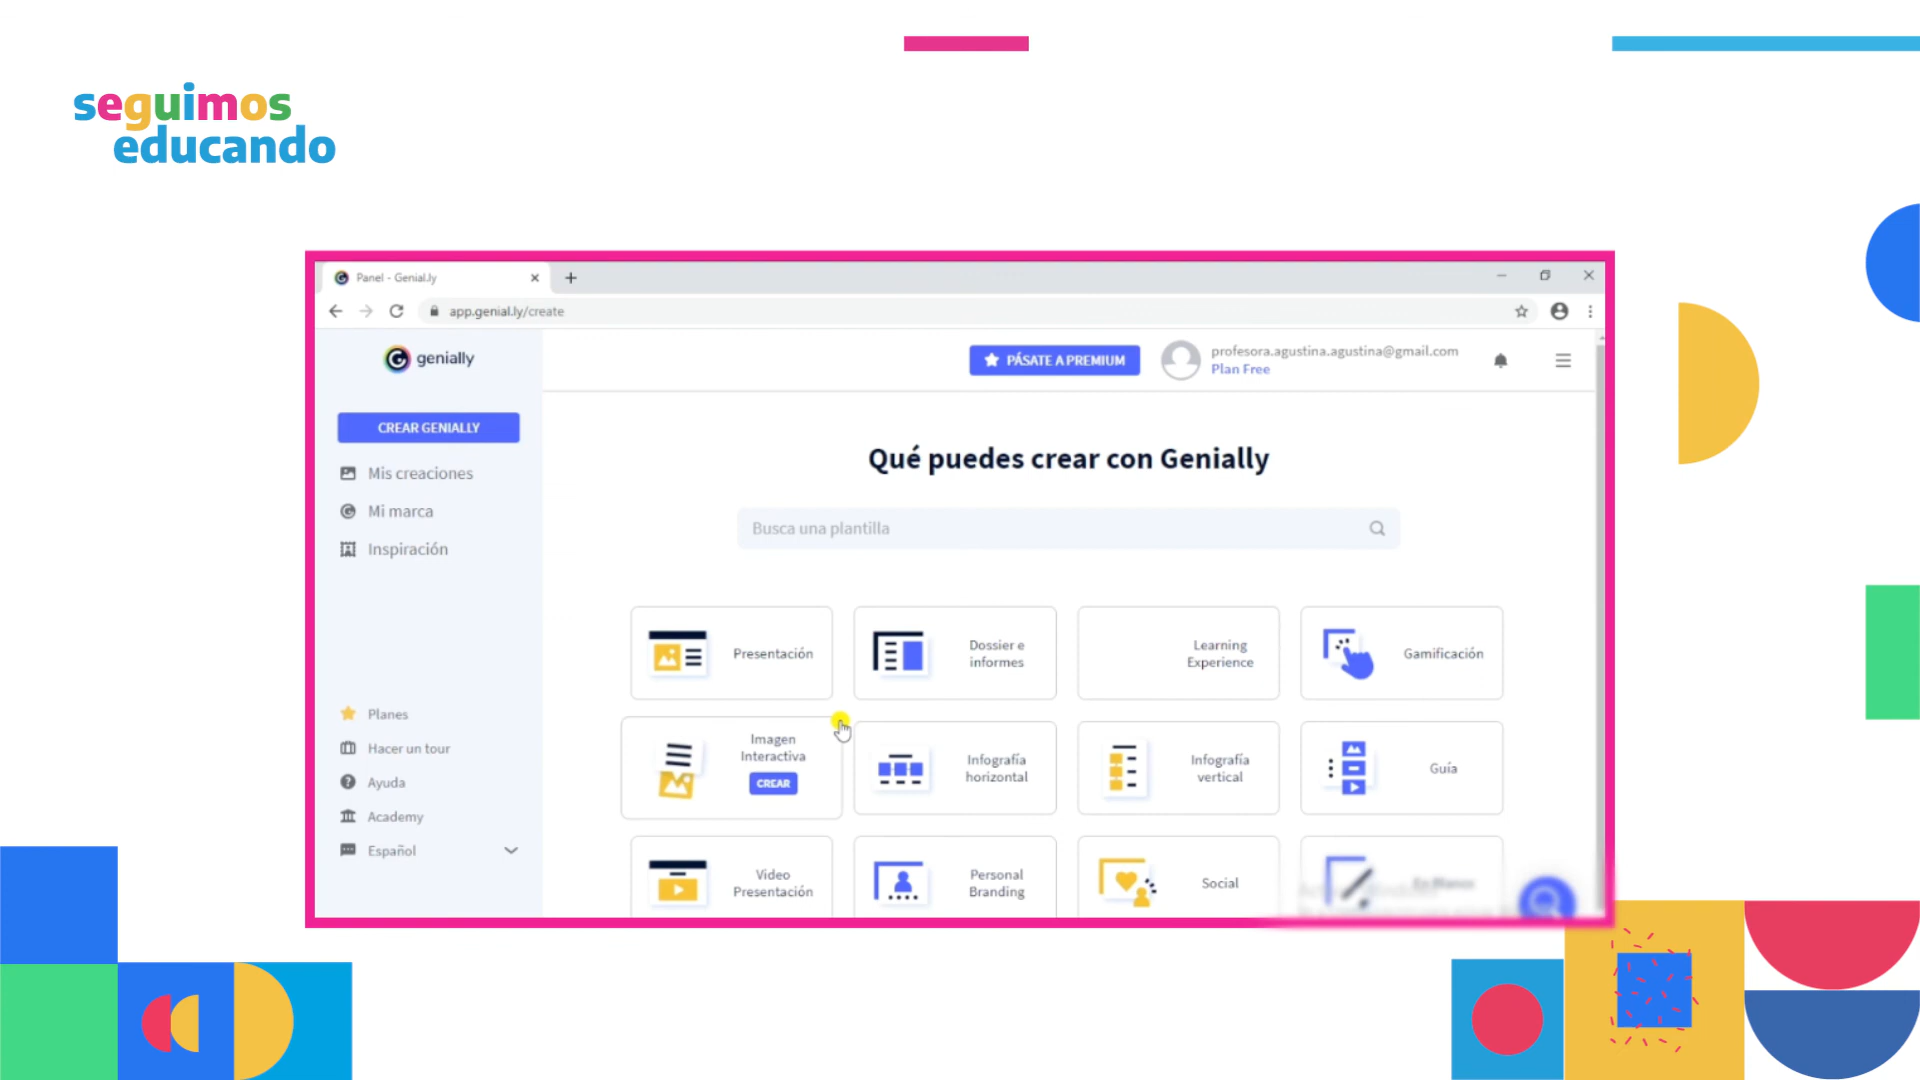 seguimos
educando
Panel - Genial.ly
app.genial.ly/create
genially
PÁSATE A PREMIUM
profesora.agustina.agustina@gmail.com
Plan Free
CREAR GENIALLY
Mis creaciones
Mi marca
Inspiración
Planes
Hacer un tour
Ayuda
Academy
Español
Qué puedes crear con Genially
Busca una plantilla
Presentación
Dossier e
informes
Learning
Experience
Gamificación
Imagen
Interactiva
CREAR
Infografía
horizontal
Infografía
vertical
Guía
Video
Presentación
Personal
Branding
Social
En Blanco